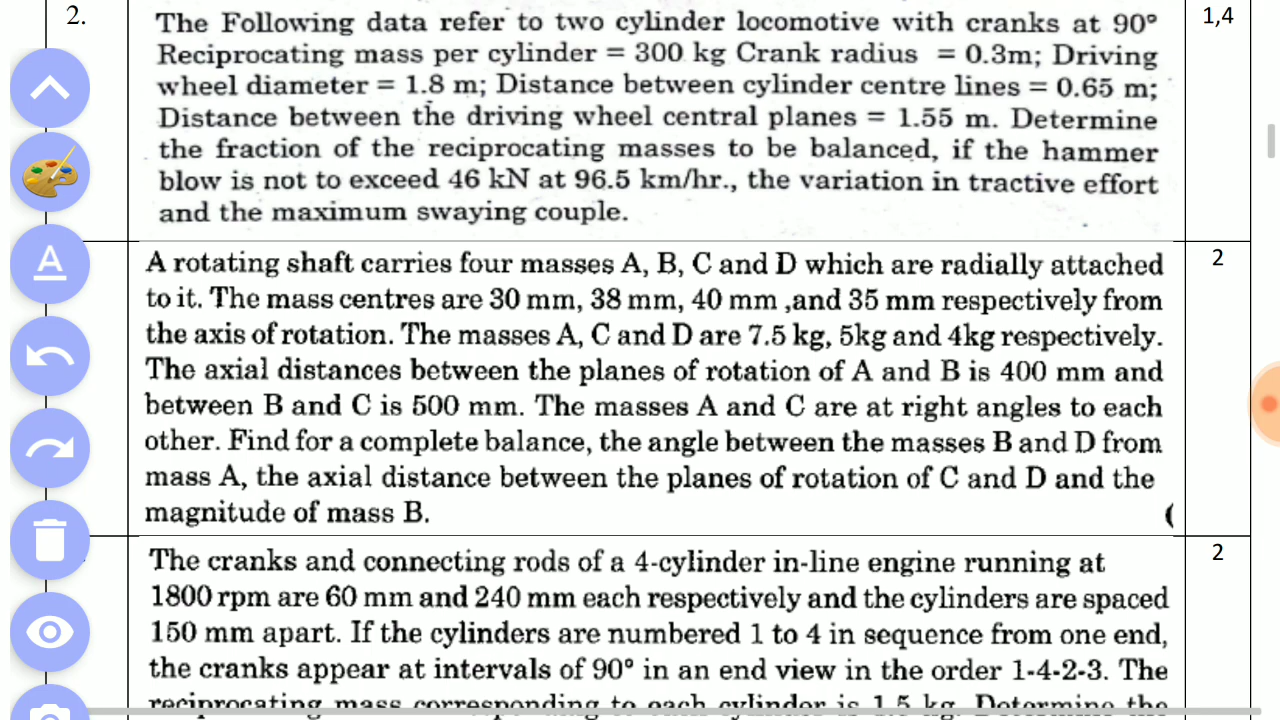 2.
The Following data refer to two cylinder locomotive with cranks at 90°
1,4
Reciprocating mass per cylinder = 300 kg Crank radius = 0.3m; Driving
wheel diameter = 1.8 m; Distance between cylinder centre lines = 0.65 m;
Distance between the driving wheel central planes = 1.55 m. Determine
the fraction of the reciprocating masses to be balanced, if the hammer
blow is not to exceed 46 kN at 96.5 km/hr., the variation in tractive effort
and the maximum swaying couple.
A rotating shaft carries four masses A, B, C and D which are radially attached
2
to it. The mass centres are 30 mm, 38 mm, 40 mm ,and 35 mm respectively from
the axis of rotation. The masses A, C and D are 7.5 kg, 5kg and 4kg respectively.
The axial distances between the planes of rotation of A and B is 400 mm and
between B and C is 500 mm. The masses A and C are at right angles to each
other. Find for a complete balance, the angle between the masses B and D from
mass A, the axial distance between the planes of rotation of C and D and the
magnitude of mass B.
(
The cranks and connecting rods of a 4-cylinder in-line engine running at
2
1800 rpm are 60 mm and 240 mm each respectively and the cylinders are spaced
150 mm apart. If the cylinders are numbered 1 to 4 in sequence from one end,
the cranks appear at intervals of 90° in an end view in the order 1-4-2-3. The
reciprocating mass corresponding to each cylinder is 1.5 kg. Determine the
A